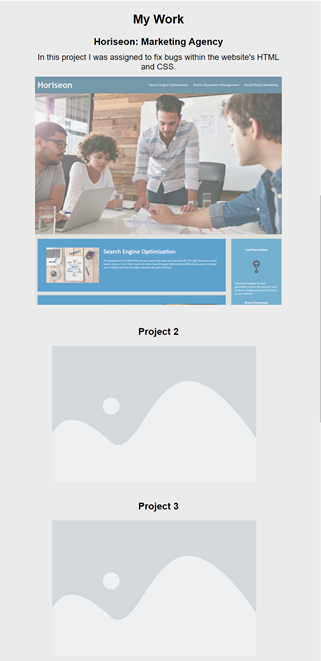 My Work
Horiseon: Marketing Agency
In this project I was assigned to fix bugs within the website's HTML
and CSS.
Horiseon
Search Engine Optimization Online Reputation Management Social Media Marketing
Search Engine Optimization
Lead Generation
Brand Awareness
Project 2
Project 3